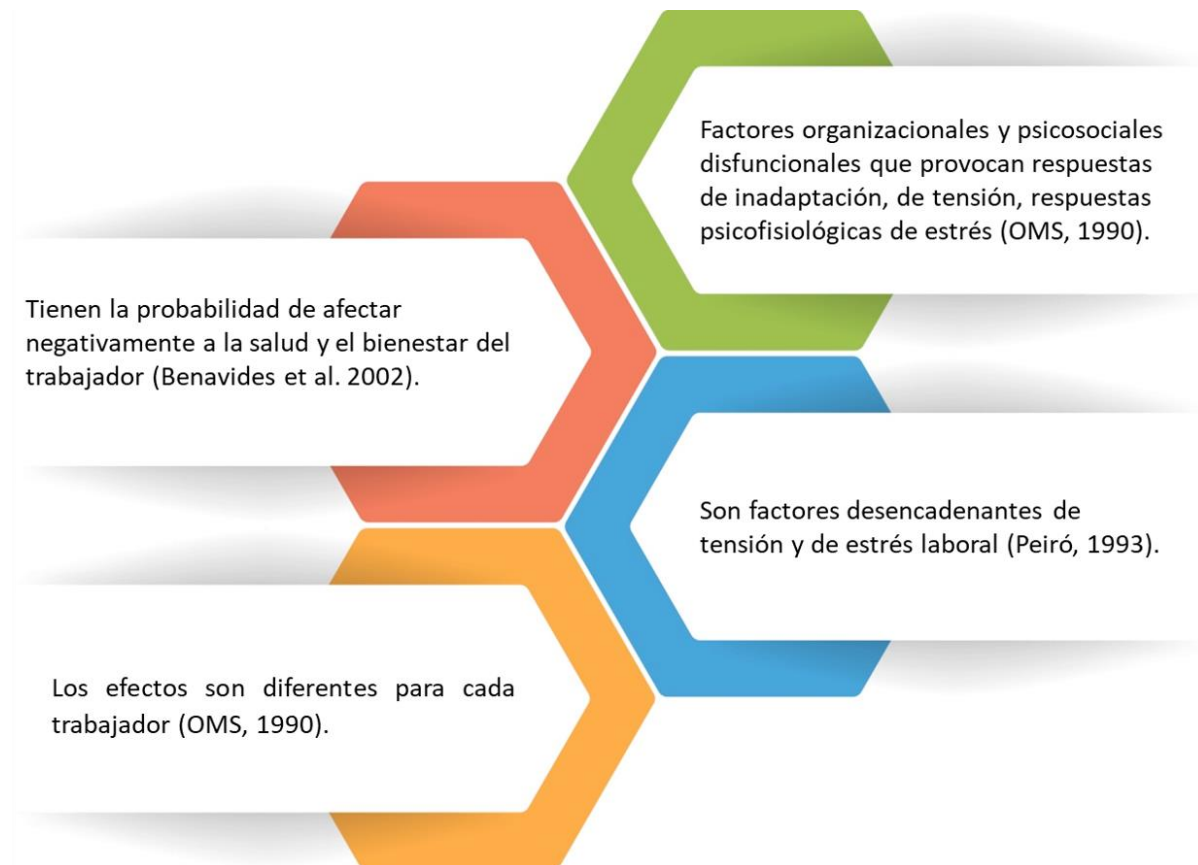 Factores organizacionales y psicosociales
disfuncionales que provocan respuestas
de inadaptación, de tensión, respuestas
psicofisiológicas de estrés (OMS, 1990).
Tienen la probabilidad de afectar
negativamente a la salud y el bienestar del
trabajador (Benavides et al. 2002).
Son factores desencadenantes de
tensión y de estrés laboral (Peiró, 1993).
Los efectos son diferentes para cada
trabajador (OMS, 1990).